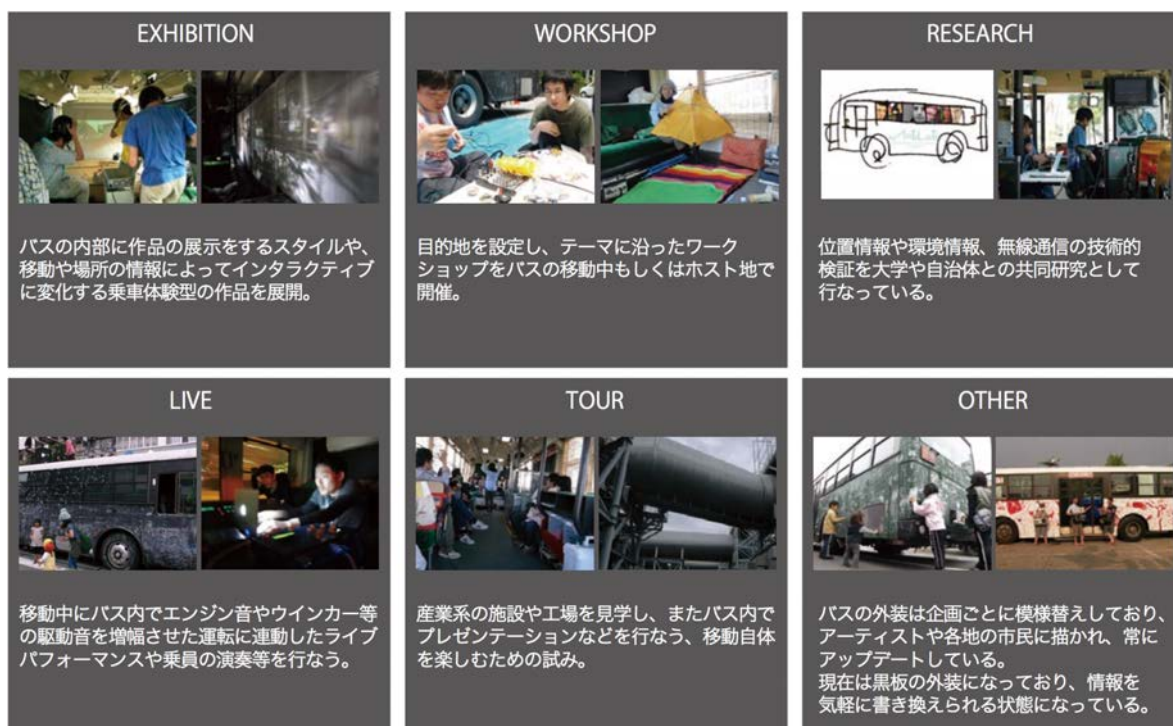 EXHIBITION
バスの内部に作品の展示をするスタイルや、
移動や場所の情報によってインタラクティブ
に変化する乗車体験型の作品を展開。
WORKSHOP
目的地を設定し、テーマに沿ったワーク
ショップをバスの移動中もしくはホスト地で
開催。
RESEARCH
位置情報や環境情報、無線通信の技術的
検証を大学や自治体との共同研究として
行なっている。
LIVE
移動中にバス内でエンジン音やウインカー等
の駆動音を増幅させた運転に連動したライブ
パフォーマンスや乗員の演奏等を行なう。
TOUR
産業系の施設や工場を見学し、またバス内で
プレゼンテーションなどを行なう、移動自体
を楽しむための試み。
OTHER
バスの外装は企画ごとに模様替えしており、
アーティストや各地の市民に描かれ、常に
アップデートしている。
現在は黒板の外装になっており、情報を
気軽に書き換えられる状態になっている。